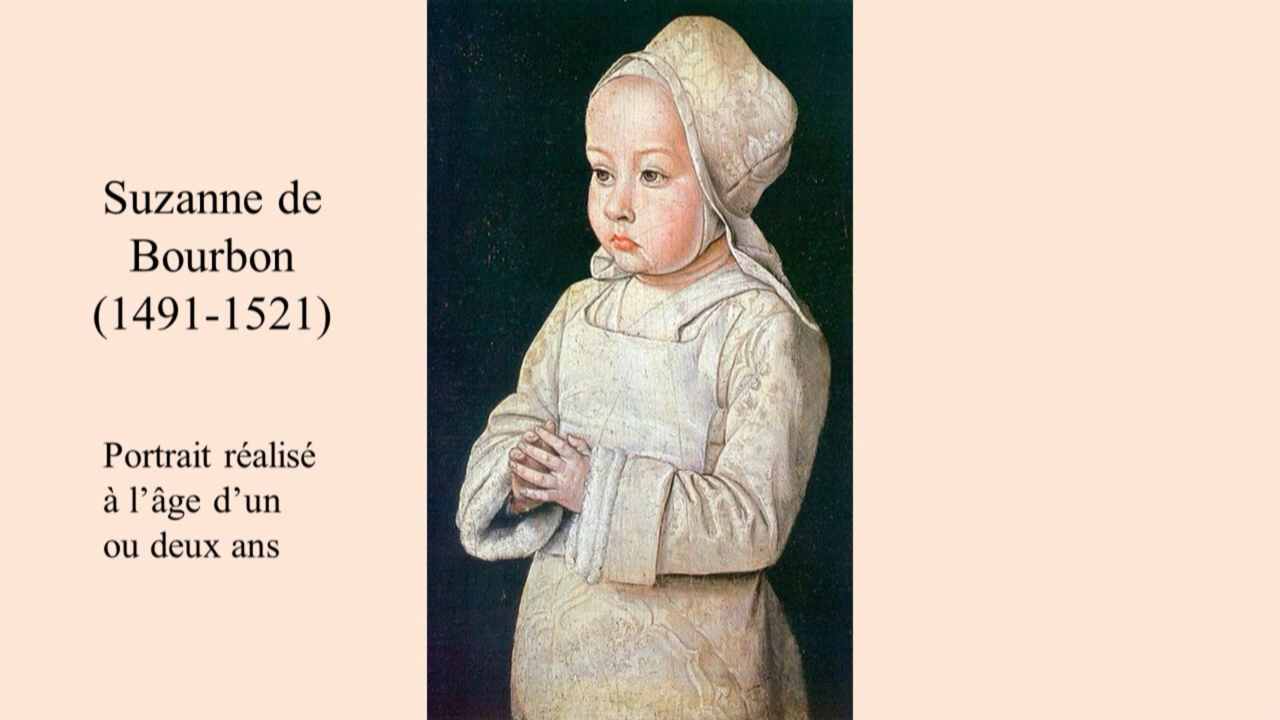 Suzanne de
Bourbon
(1491-1521)
Portrait réalisé
à l’âge d’un
ou deux ans